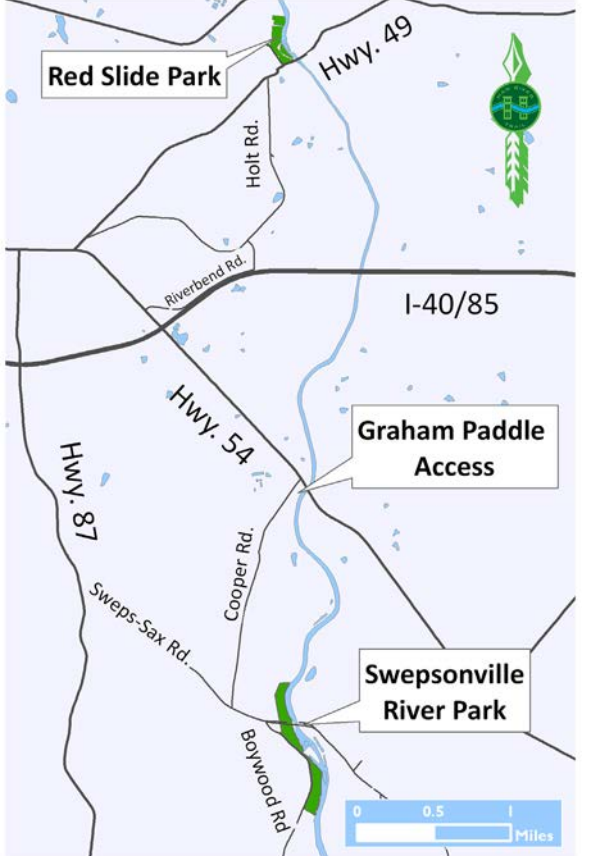 Red Slide Park
Hwy. 49
Holt Rd.
Riverbend Rd.
I-40/85
Hwy. 54
Graham Paddle
Access
Hwy. 87
Cooper Rd.
Sweps-Sax Rd.
Swepsonville
River Park
Boywood Rd
0 0.5 1
Miles